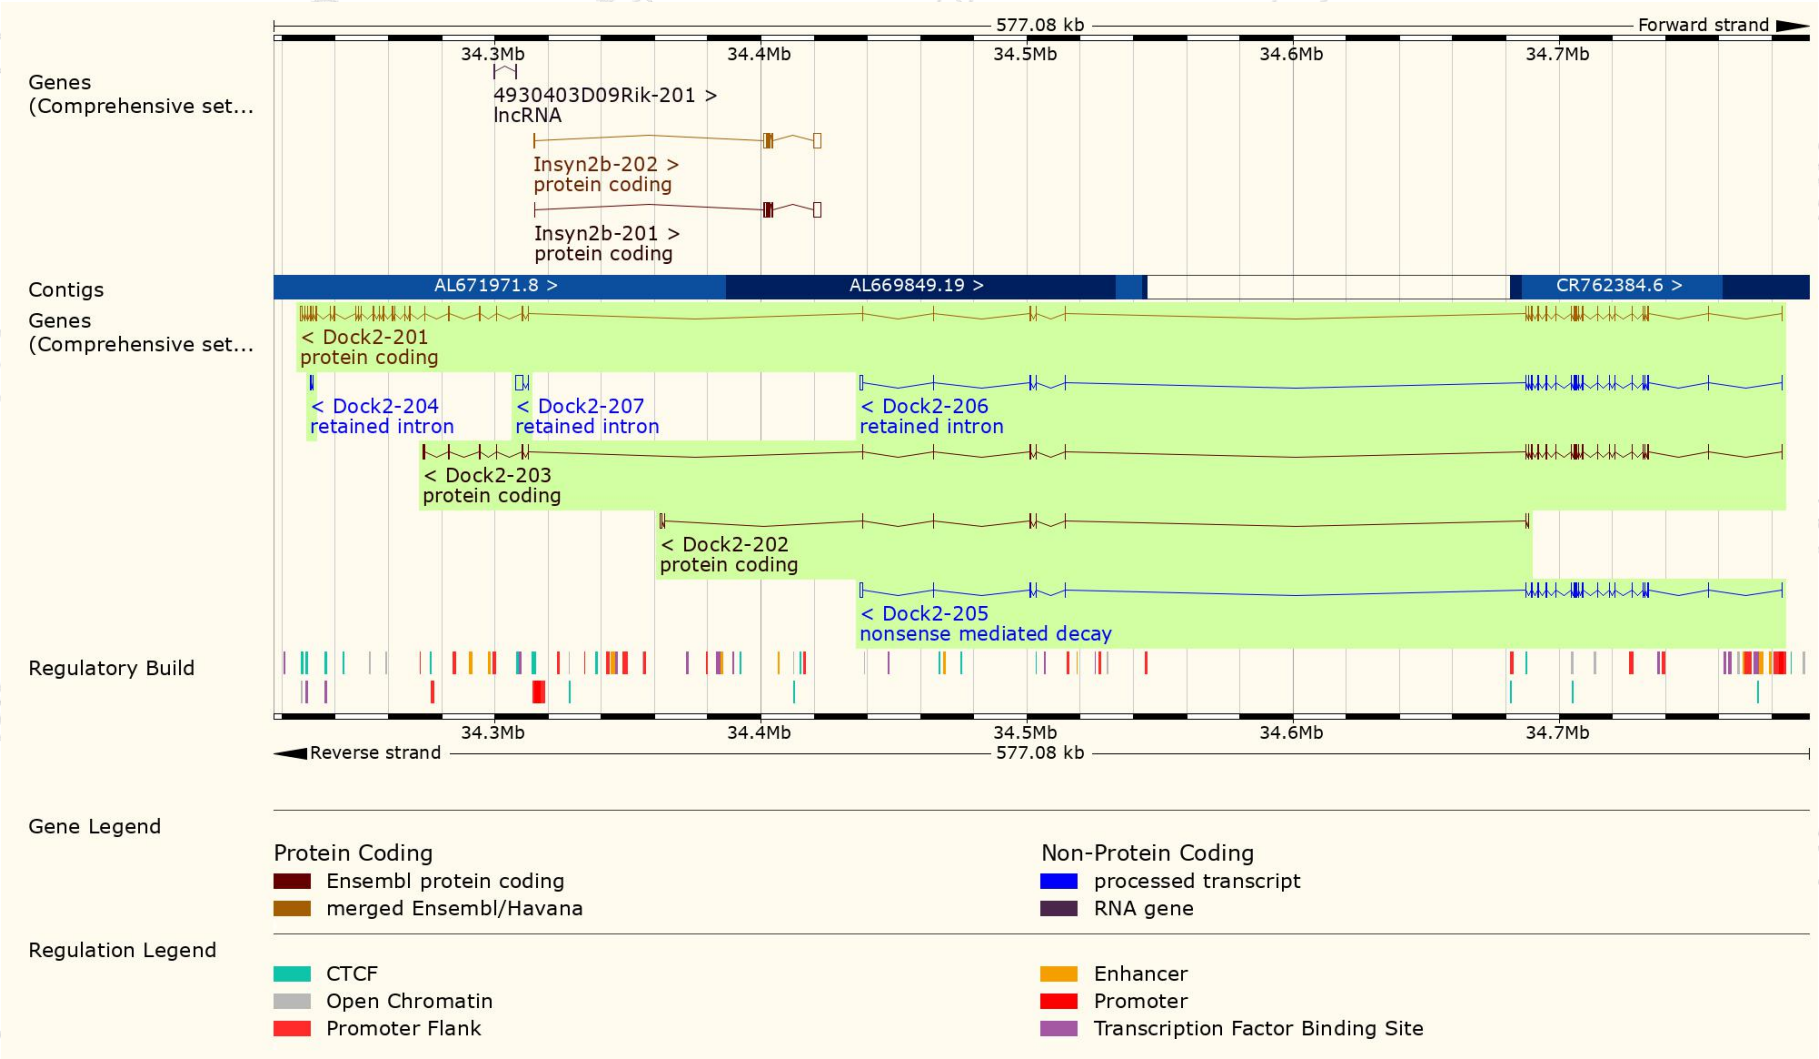 577.08 kb
Forward strand
34.3Mb 34.4Mb 34.5Mb 34.6Mb 34.7Mb
Genes
(Comprehensive set...
4930403D09Rik-201 >
lncRNA
Insyn2b-202 >
protein coding
Insyn2b-201 >
protein coding
Contigs
AL671971.8 > AL669849.19 > CR762384.6 >
Genes
(Comprehensive set...
< Dock2-201
protein coding
< Dock2-204
retained intron
< Dock2-207
retained intron
< Dock2-206
retained intron
< Dock2-203
protein coding
< Dock2-202
protein coding
< Dock2-205
nonsense mediated decay
Regulatory Build
34.3Mb 34.4Mb 34.5Mb 34.6Mb 34.7Mb
Reverse strand
577.08 kb
Gene Legend
Protein Coding
Ensembl protein coding
merged Ensembl/Havana
Non-Protein Coding
processed transcript
RNA gene
Regulation Legend
CTCF
Open Chromatin
Promoter Flank
Enhancer
Promoter
Transcription Factor Binding Site